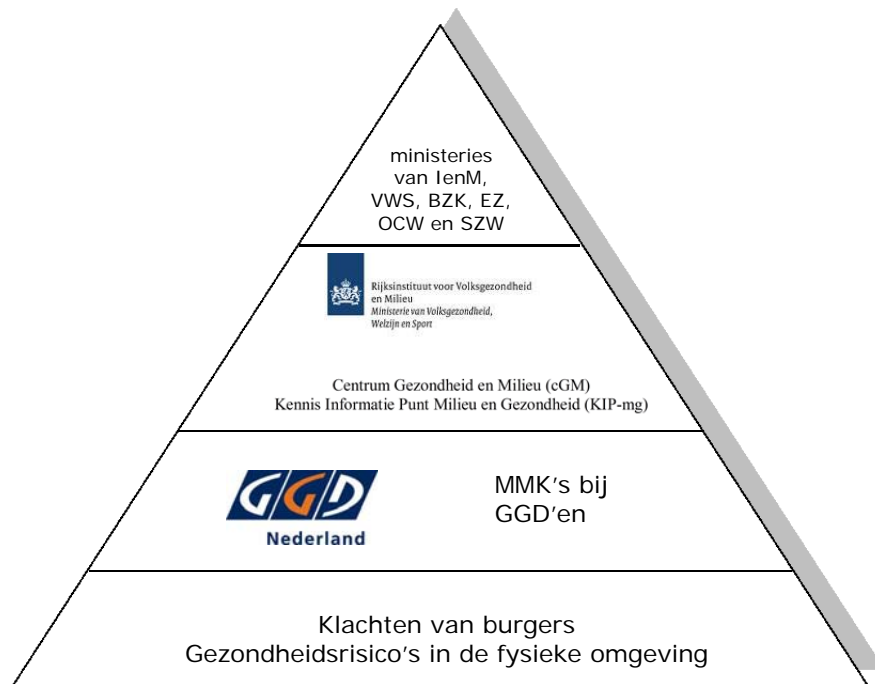 ministeries
van IenM,
VWS, BZK, EZ,
OCW en SZW
Rijksinstituut voor Volksgezondheid
en Milieu
Ministerie van Volksgezondheid,
Welzijn en Sport
Centrum Gezondheid en Milieu (cGM)
Kennis Informatie Punt Milieu en Gezondheid (KIP-mg)
GGD
Nederland
MMK's bij
GGD'en
Klachten van burgers
Gezondheidsrisico's in de fysieke omgeving